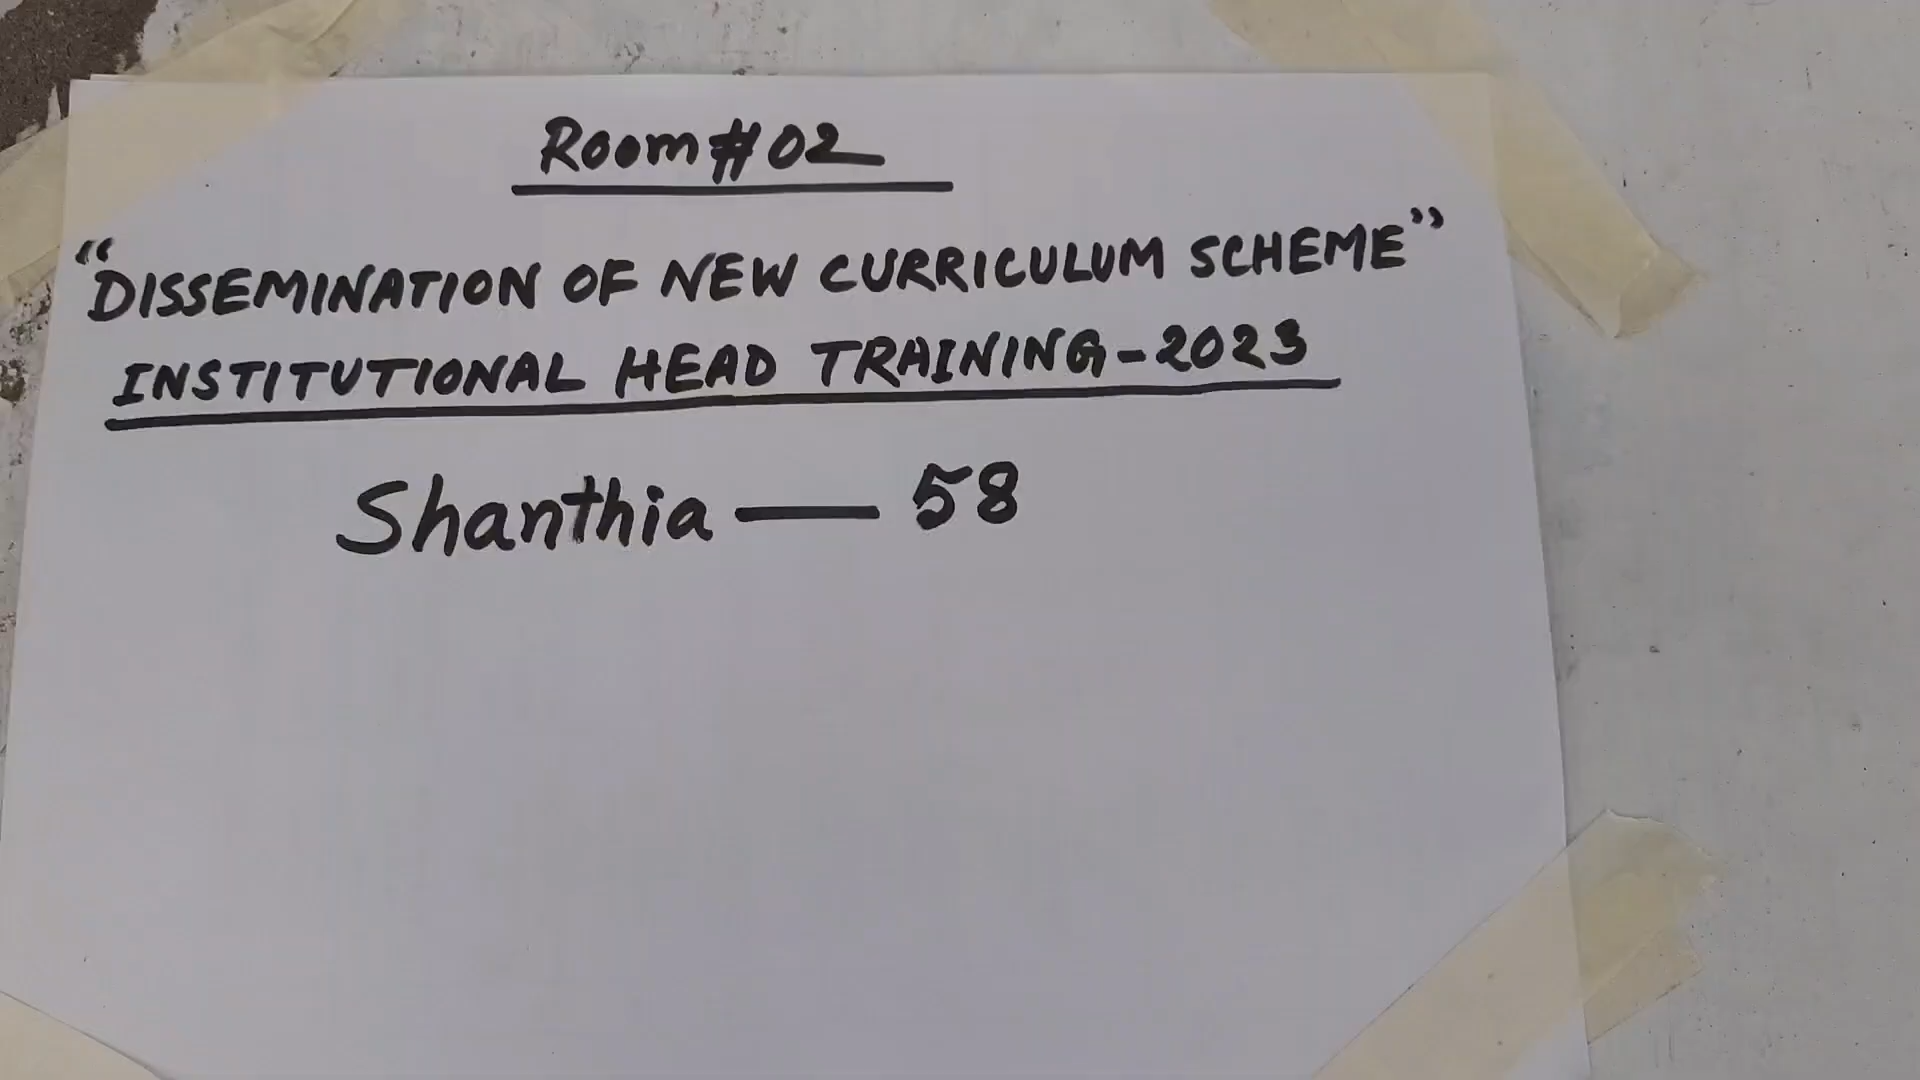 Room # 02
“DISSEMINATION OF NEW CURRICULUM SCHEME”
INSTITUTIONAL HEAD TRAINING-2023
Shanthia — 58